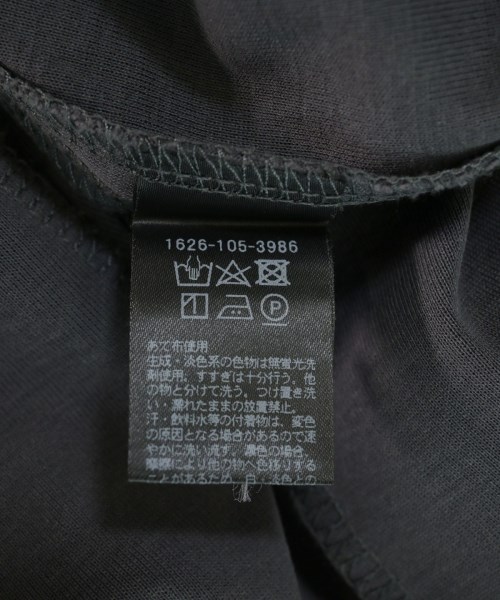 1626-105-3986
あて布使用
生成・淡色系の色物は無蛍光洗
剤使用。すすぎは十分行う。他
の物と分けて洗う。つけ置き洗
い・濡れたままの放置禁止。
汗・飲料水等の付着物は、変色
の原因となる場合があるので速
やかに洗い流す。濃色の場合、
摩擦により他の物へ色移りする
ことがあるため、白・淡色との